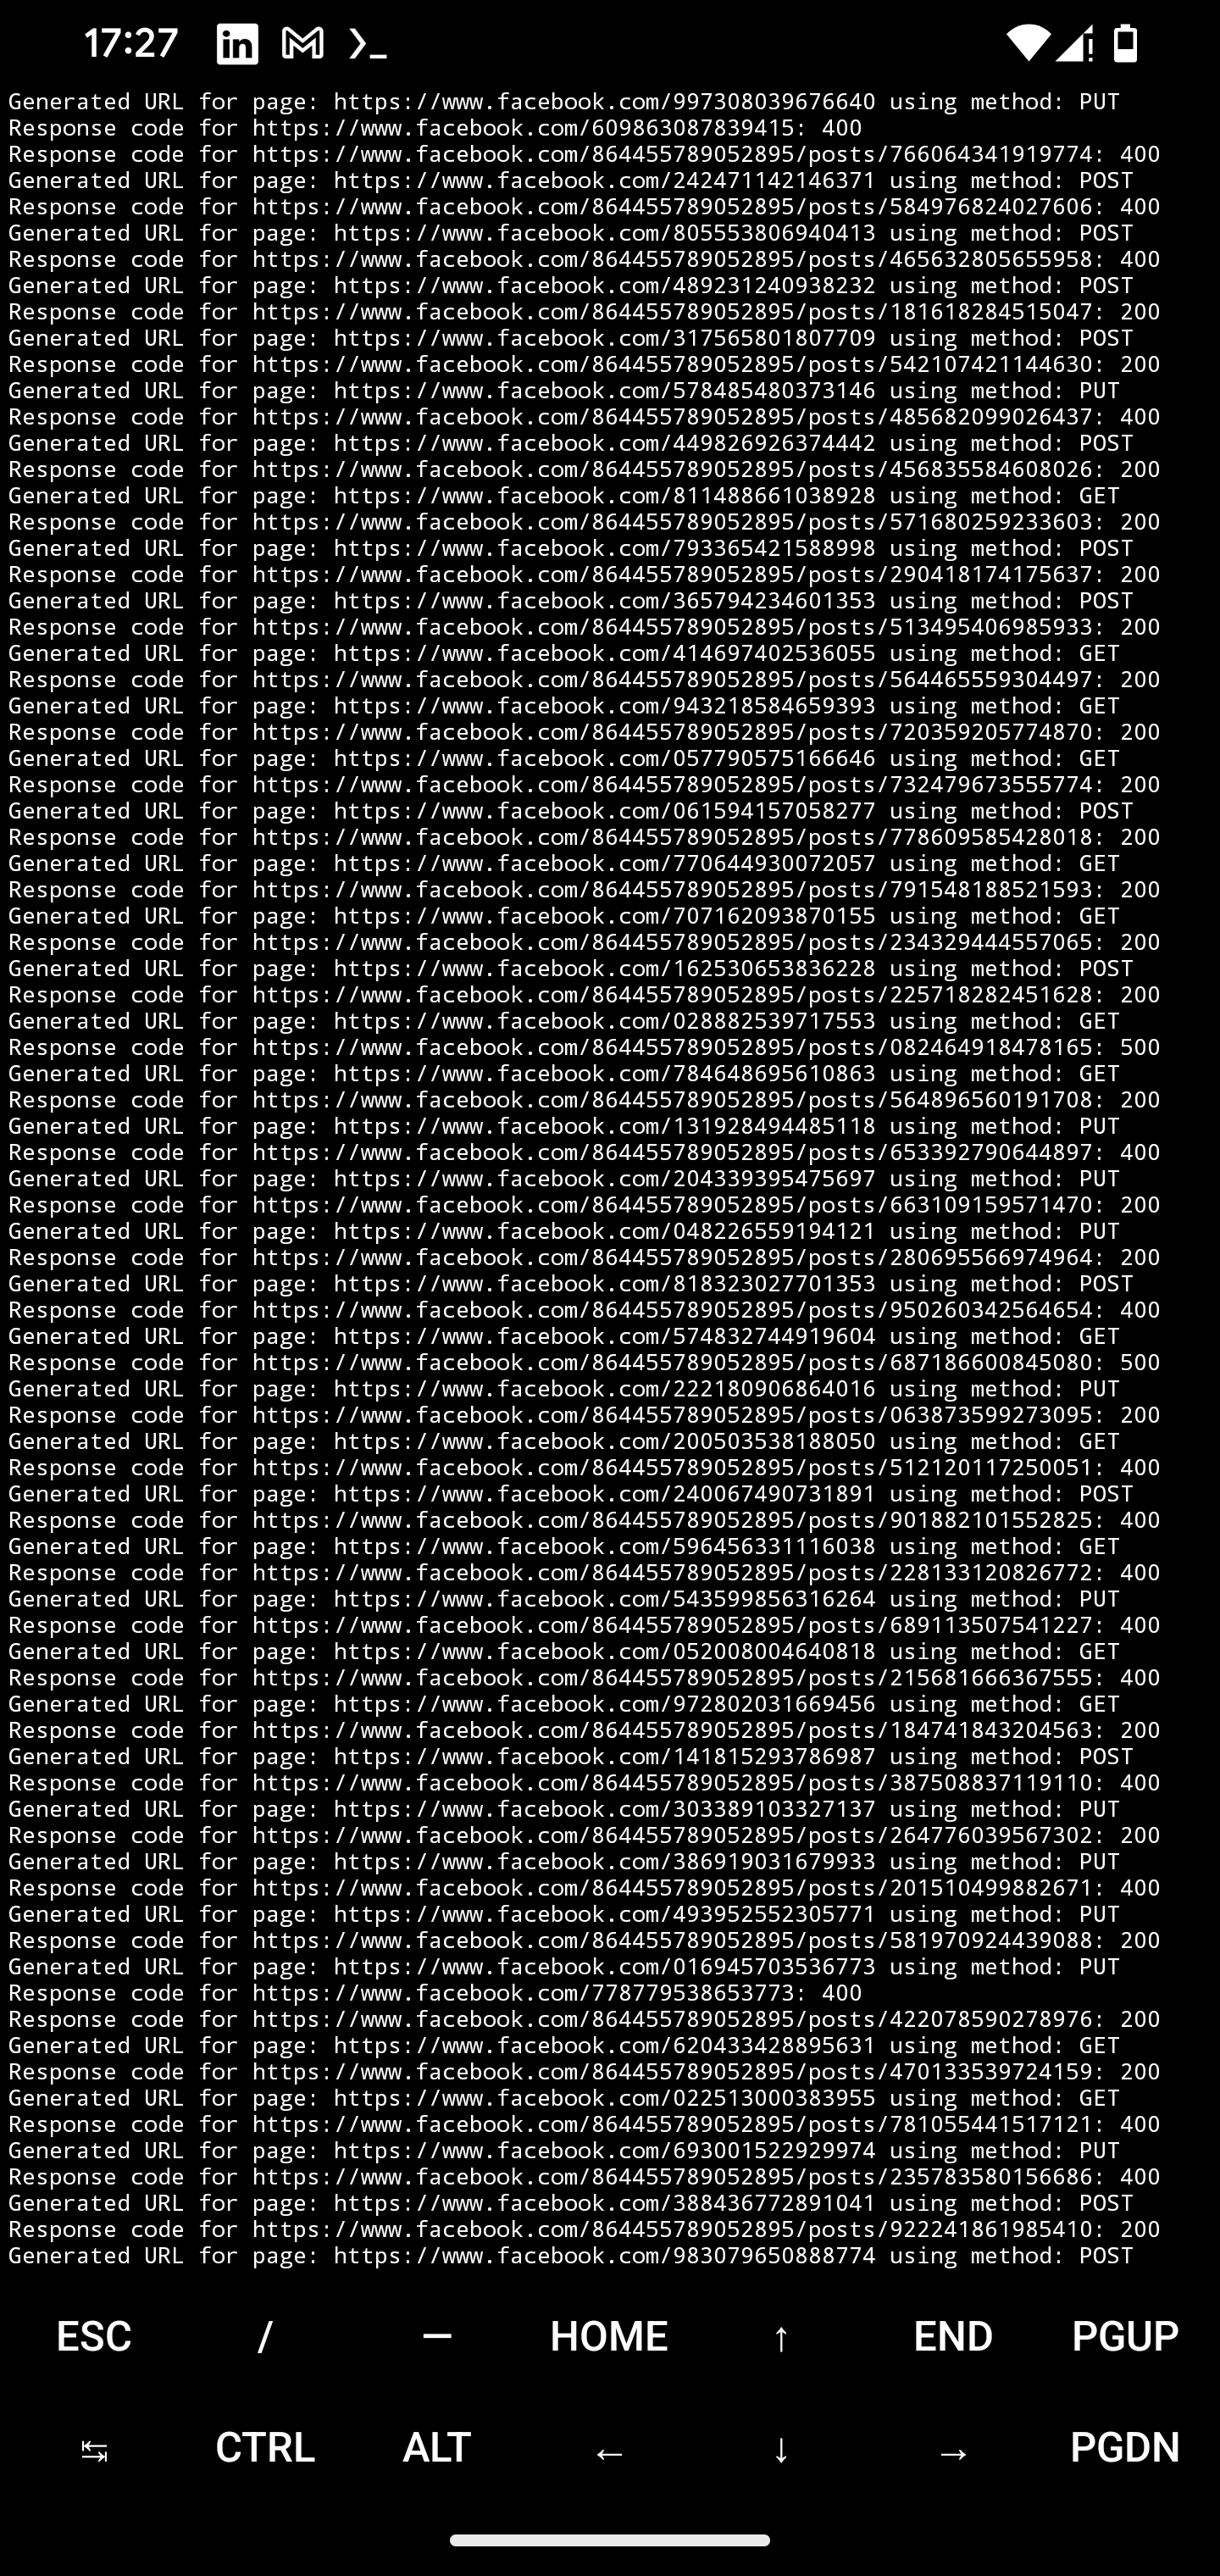 17:27
Generated URL for page: https://www.facebook.com/997308039676640 using method: PUT
Response code for https://www.facebook.com/609863087839415: 400
Response code for https://www.facebook.com/864455789052895/posts/766064341919774: 400
Generated URL for page: https://www.facebook.com/242471142146371 using method: POST
Response code for https://www.facebook.com/864455789052895/posts/584976824027606: 400
Generated URL for page: https://www.facebook.com/805553806940413 using method: POST
Response code for https://www.facebook.com/864455789052895/posts/465632805655958: 400
Generated URL for page: https://www.facebook.com/489231240938232 using method: POST
Response code for https://www.facebook.com/864455789052895/posts/181618284515047: 200
Generated URL for page: https://www.facebook.com/317565801807709 using method: POST
Response code for https://www.facebook.com/864455789052895/posts/542107421144630: 200
Generated URL for page: https://www.facebook.com/578485480373146 using method: PUT
Response code for https://www.facebook.com/864455789052895/posts/485682099026437: 400
Generated URL for page: https://www.facebook.com/449826926374442 using method: POST
Response code for https://www.facebook.com/864455789052895/posts/456835584608026: 200
Generated URL for page: https://www.facebook.com/811488661038928 using method: GET
Response code for https://www.facebook.com/864455789052895/posts/571680259233603: 200
Generated URL for page: https://www.facebook.com/793365421588998 using method: POST
Response code for https://www.facebook.com/864455789052895/posts/290418174175637: 200
Generated URL for page: https://www.facebook.com/365794234601353 using method: POST
Response code for https://www.facebook.com/864455789052895/posts/513495406985933: 200
Generated URL for page: https://www.facebook.com/414697402536055 using method: GET
Response code for https://www.facebook.com/864455789052895/posts/564465559304497: 200
Generated URL for page: https://www.facebook.com/943218584659393 using method: GET
Response code for https://www.facebook.com/864455789052895/posts/720359205774870: 200
Generated URL for page: https://www.facebook.com/057790575166646 using method: GET
Response code for https://www.facebook.com/864455789052895/posts/732479673555774: 200
Generated URL for page: https://www.facebook.com/061594157058277 using method: POST
Response code for https://www.facebook.com/864455789052895/posts/778609585428018: 200
Generated URL for page: https://www.facebook.com/770644930072057 using method: GET
Response code for https://www.facebook.com/864455789052895/posts/791548188521593: 200
Generated URL for page: https://www.facebook.com/707162093870155 using method: GET
Response code for https://www.facebook.com/864455789052895/posts/234329444557065: 200
Generated URL for page: https://www.facebook.com/162530653836228 using method: POST
Response code for https://www.facebook.com/864455789052895/posts/225718282451628: 200
Generated URL for page: https://www.facebook.com/028882539717553 using method: GET
Response code for https://www.facebook.com/864455789052895/posts/082464918478165: 500
Generated URL for page: https://www.facebook.com/784648695610863 using method: GET
Response code for https://www.facebook.com/864455789052895/posts/564896560191708: 200
Generated URL for page: https://www.facebook.com/131928494485118 using method: PUT
Response code for https://www.facebook.com/864455789052895/posts/653392790644897: 400
Generated URL for page: https://www.facebook.com/204339395475697 using method: PUT
Response code for https://www.facebook.com/864455789052895/posts/663109159571470: 200
Generated URL for page: https://www.facebook.com/048226559194121 using method: PUT
Response code for https://www.facebook.com/864455789052895/posts/280695566974964: 200
Generated URL for page: https://www.facebook.com/818323027701353 using method: POST
Response code for https://www.facebook.com/864455789052895/posts/950260342564654: 400
Generated URL for page: https://www.facebook.com/574832744919604 using method: GET
Response code for https://www.facebook.com/864455789052895/posts/687186600845080: 500
Generated URL for page: https://www.facebook.com/222180906864016 using method: PUT
Response code for https://www.facebook.com/864455789052895/posts/063873599273095: 200
Generated URL for page: https://www.facebook.com/200503538188050 using method: GET
Response code for https://www.facebook.com/864455789052895/posts/512120117250051: 400
Generated URL for page: https://www.facebook.com/240067490731891 using method: POST
Response code for https://www.facebook.com/864455789052895/posts/901882101552825: 400
Generated URL for page: https://www.facebook.com/596456331116038 using method: GET
Response code for https://www.facebook.com/864455789052895/posts/228133120826772: 400
Generated URL for page: https://www.facebook.com/543599856316264 using method: PUT
Response code for https://www.facebook.com/864455789052895/posts/689113507541227: 400
Generated URL for page: https://www.facebook.com/052008004640818 using method: GET
Response code for https://www.facebook.com/864455789052895/posts/215681666367555: 400
Generated URL for page: https://www.facebook.com/972802031669456 using method: GET
Response code for https://www.facebook.com/864455789052895/posts/184741843204563: 200
Generated URL for page: https://www.facebook.com/141815293786987 using method: POST
Response code for https://www.facebook.com/864455789052895/posts/387508837119110: 400
Generated URL for page: https://www.facebook.com/303389103327137 using method: PUT
Response code for https://www.facebook.com/864455789052895/posts/264776039567302: 200
Generated URL for page: https://www.facebook.com/386919031679933 using method: PUT
Response code for https://www.facebook.com/864455789052895/posts/201510499882671: 400
Generated URL for page: https://www.facebook.com/493952552305771 using method: PUT
Response code for https://www.facebook.com/864455789052895/posts/581970924439088: 200
Generated URL for page: https://www.facebook.com/016945703536773 using method: PUT
Response code for https://www.facebook.com/778779538653773: 400
Response code for https://www.facebook.com/864455789052895/posts/422078590278976: 200
Generated URL for page: https://www.facebook.com/620433428895631 using method: GET
Response code for https://www.facebook.com/864455789052895/posts/470133539724159: 200
Generated URL for page: https://www.facebook.com/022513000383955 using method: GET
Response code for https://www.facebook.com/864455789052895/posts/781055441517121: 400
Generated URL for page: https://www.facebook.com/693001522929974 using method: PUT
Response code for https://www.facebook.com/864455789052895/posts/235783580156686: 400
Generated URL for page: https://www.facebook.com/388436772891041 using method: POST
Response code for https://www.facebook.com/864455789052895/posts/922241861985410: 200
Generated URL for page: https://www.facebook.com/983079650888774 using method: POST
ESC / — HOME ↑ END PGUP
↹ CTRL ALT ← ↓ → PGDN